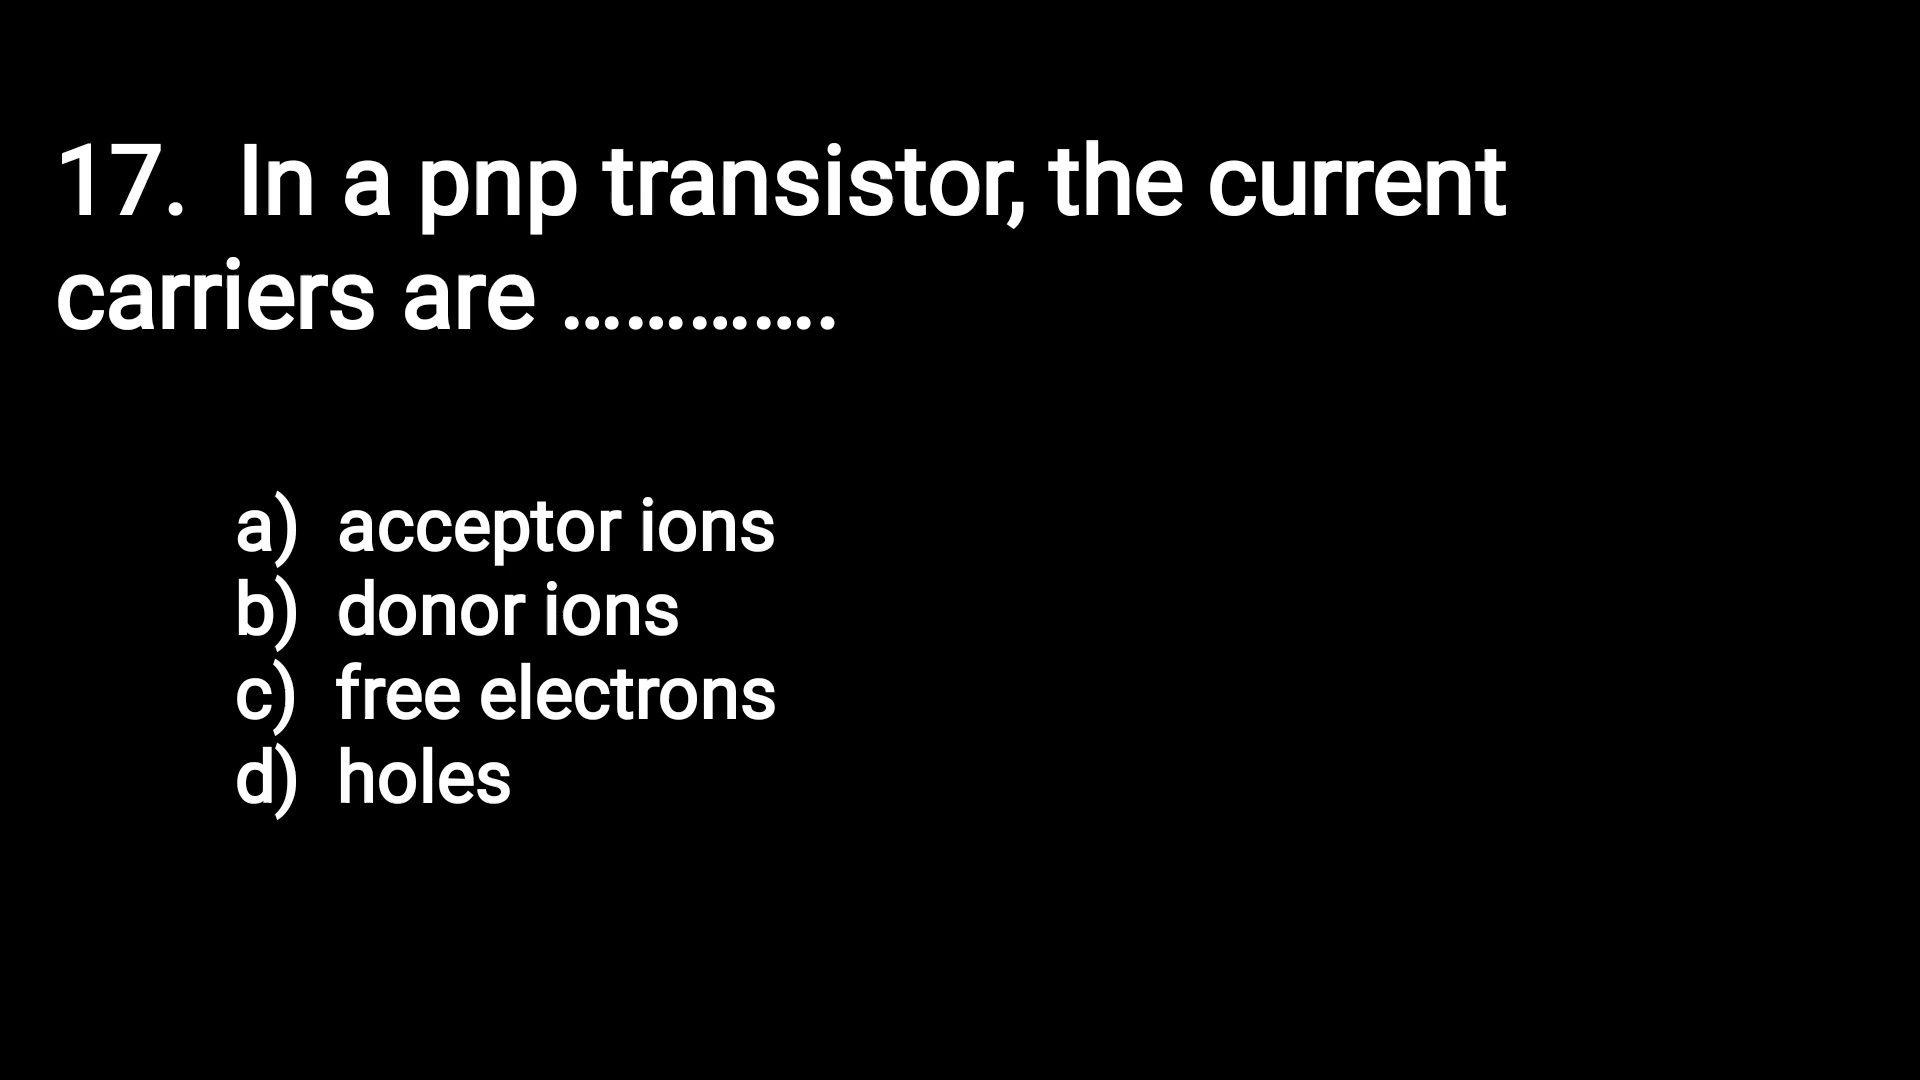 17.  In a pnp transistor, the current
carriers are ………….
a)  acceptor ions
b)  donor ions
c)  free electrons
d)  holes